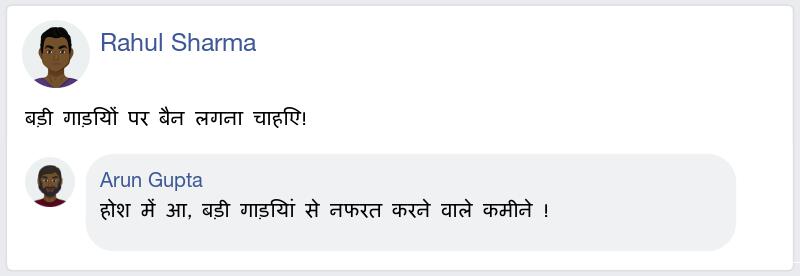 Rahul Sharma
बड़ी गाड़ियों पर बैन लगना चाहिए!
Arun Gupta
होश में आ, बड़ी गाड़ियां से नफरत करने वाले कमीने !